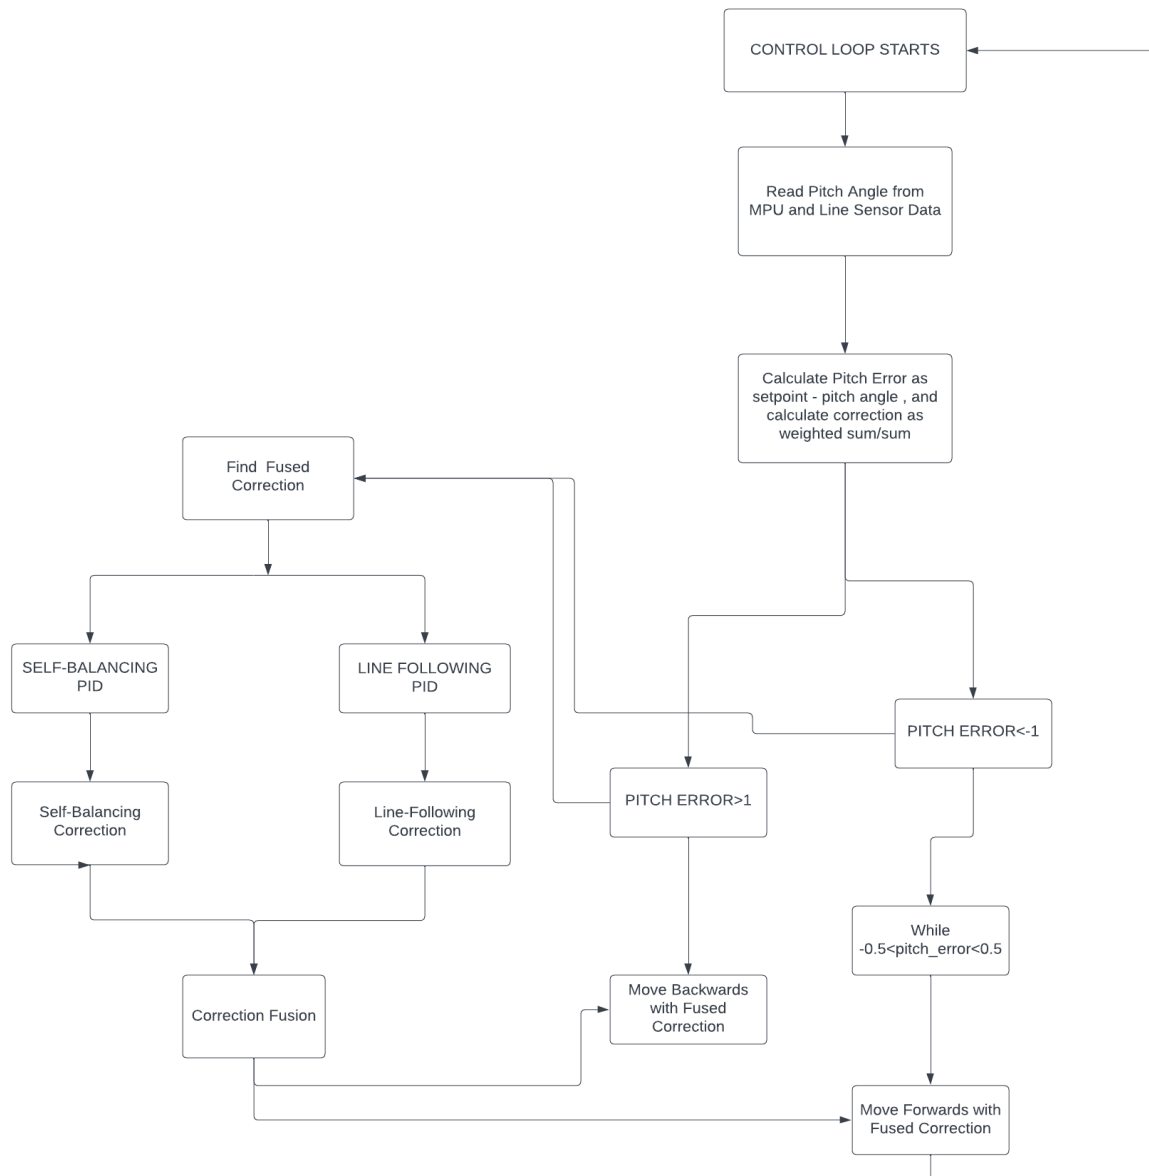 CONTROL LOOP STARTS
Read Pitch Angle from
MPU and Line Sensor Data
Calculate Pitch Error as
setpoint - pitch angle , and
calculate correction as
weighted sum/sum
Find  Fused
Correction
SELF-BALANCING
PID
LINE FOLLOWING
PID
PITCH ERROR<-1
PITCH ERROR>1
Self-Balancing
Correction
Line-Following
Correction
While
-0.5<pitch_error<0.5
Correction Fusion
Move Backwards
with Fused
Correction
Move Forwards with
Fused Correction